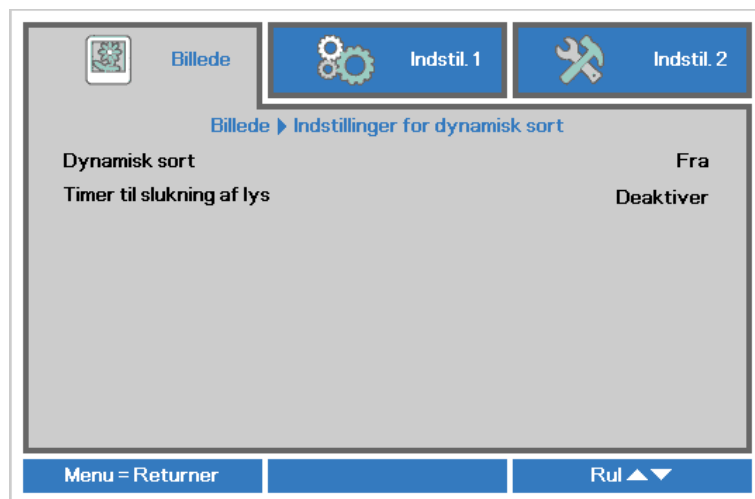 Billede Indstil. 1 Indstil. 2
Billede ▶ Indstillinger for dynamisk sort
Dynamisk sort Fra
Timer til slukning af lys Deaktiver
Menu = Returner Rul ▲▼